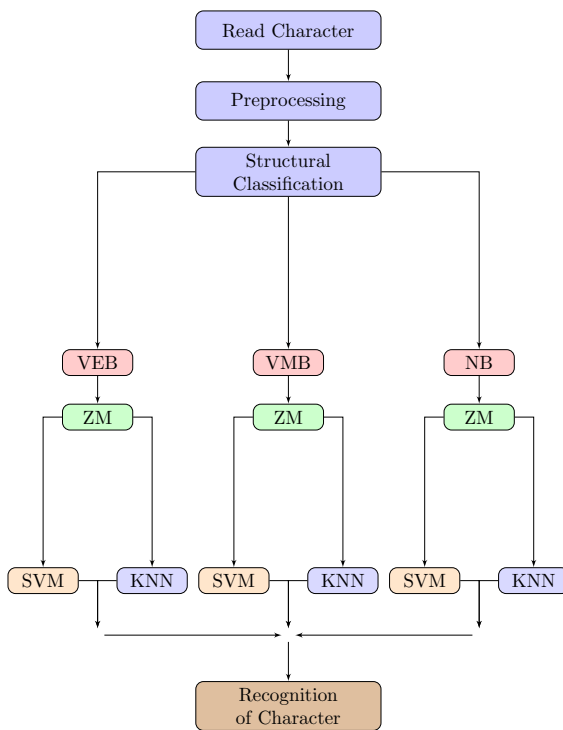 Read Character
Preprocessing
Structural
Classification
VEB
VMB
NB
ZM
ZM
ZM
SVM
KNN
SVM
KNN
SVM
KNN
Recognition
of Character